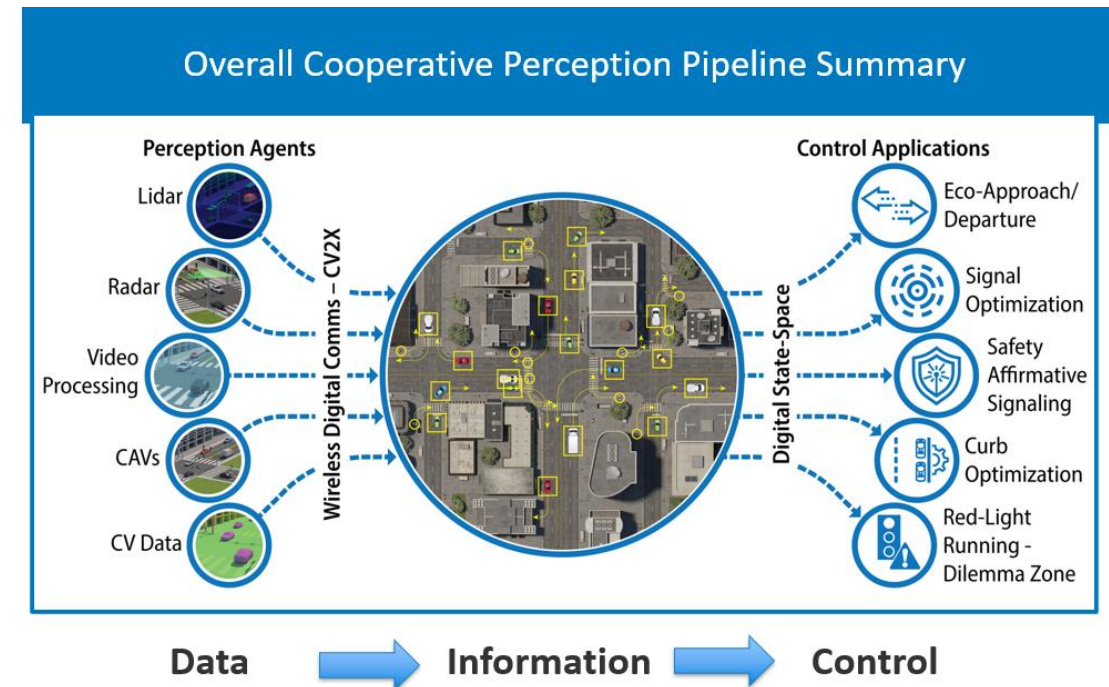 Overall Cooperative Perception Pipeline Summary
Perception Agents
Lidar
Radar
Video
Processing
CAVs
CV Data
Wireless Digital Comms – CV2X
Digital State-Space
Control Applications
Eco-Approach/
Departure
Signal
Optimization
Safety
Affirmative
Signaling
Curb
Optimization
Red-Light
Running -
Dilemma Zone
Data
Information
Control